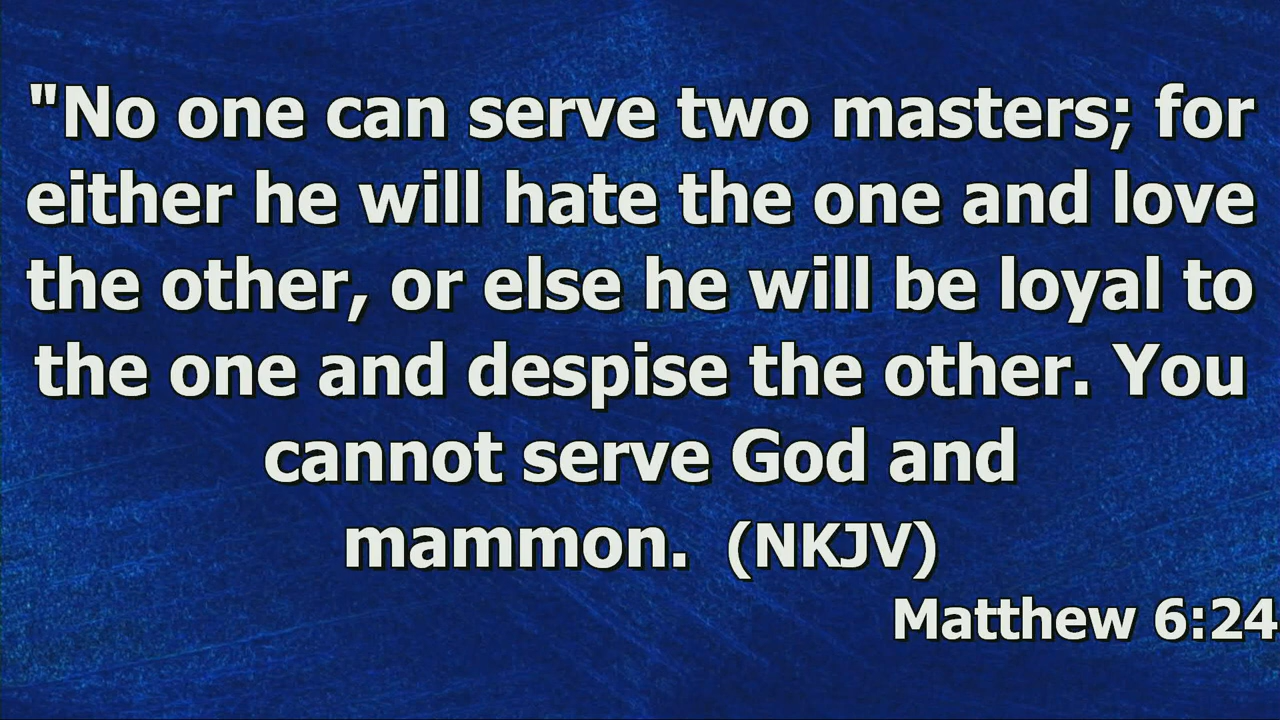 "No one can serve two masters; for
either he will hate the one and love
the other, or else he will be loyal to
the one and despise the other. You
cannot serve God and
mammon. (NKJV)
Matthew 6:24